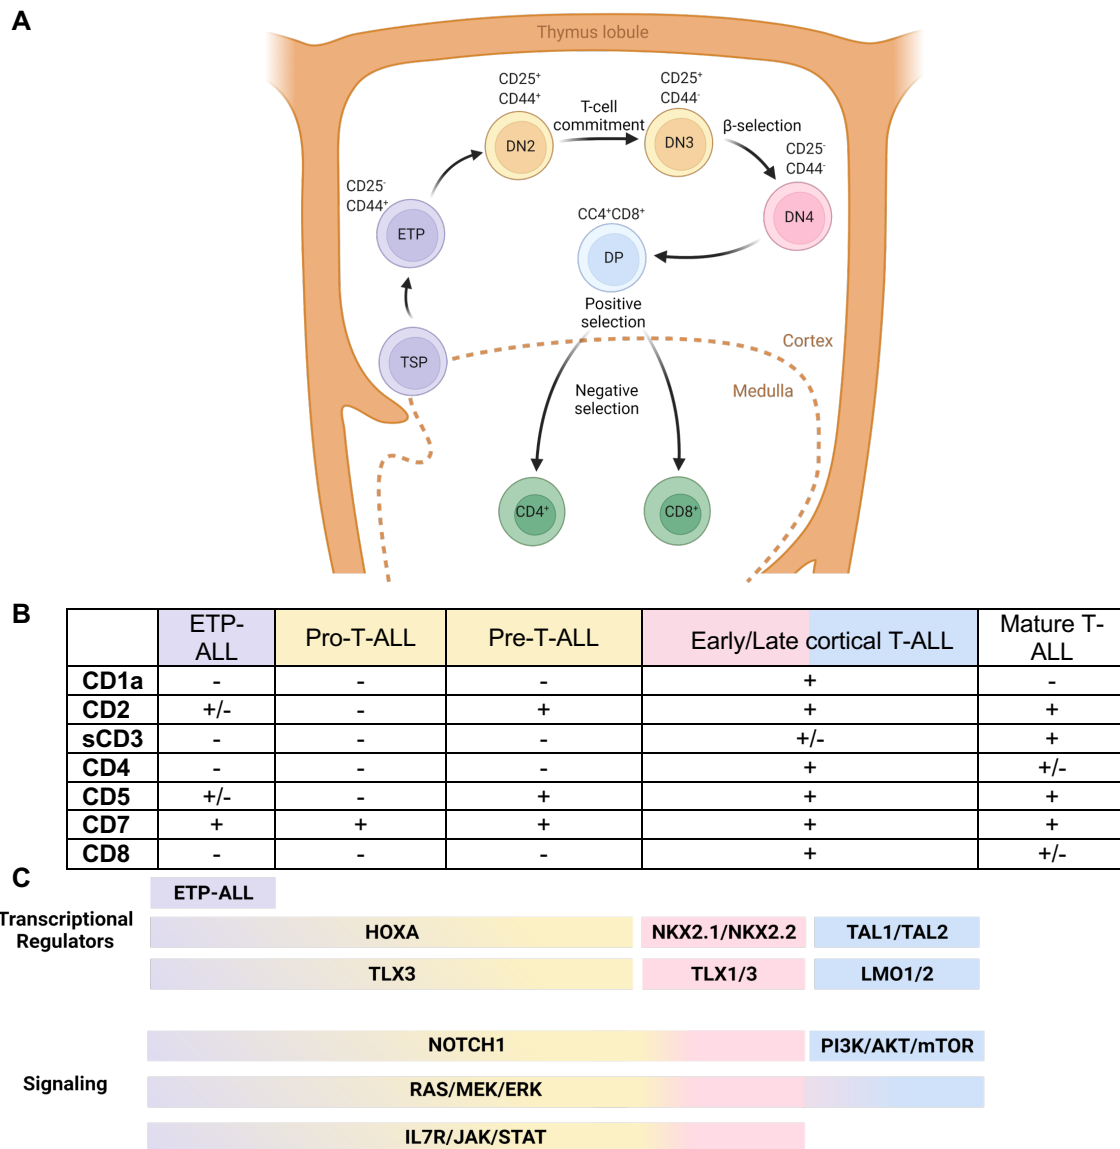 A
Thymus lobule
CD25⁺
CD44⁺
DN2
T-cell
commitment
CD25⁺
CD44⁻
DN3
β-selection
CD25⁻
CD44⁻
DN4
CD25⁻
CD44⁺
ETP
CC4⁺CD8⁺
DP
Positive
selection
TSP
Cortex
Medulla
Negative
selection
CD4⁺
CD8⁺
B
ETP-ALL Pro-T-ALL Pre-T-ALL Early/Late cortical T-ALL Mature T-ALL
CD1a - - - + -
CD2 +/- - + + +
sCD3 - - - +/- +
CD4 - - - + +/-
CD5 +/- - + + +
CD7 + + + + +
CD8 - - - + +/-
C
ETP-ALL
Transcriptional
Regulators
HOXA NKX2.1/NKX2.2 TAL1/TAL2
TLX3 TLX1/3 LMO1/2
Signaling
NOTCH1 PI3K/AKT/mTOR
RAS/MEK/ERK
IL7R/JAK/STAT